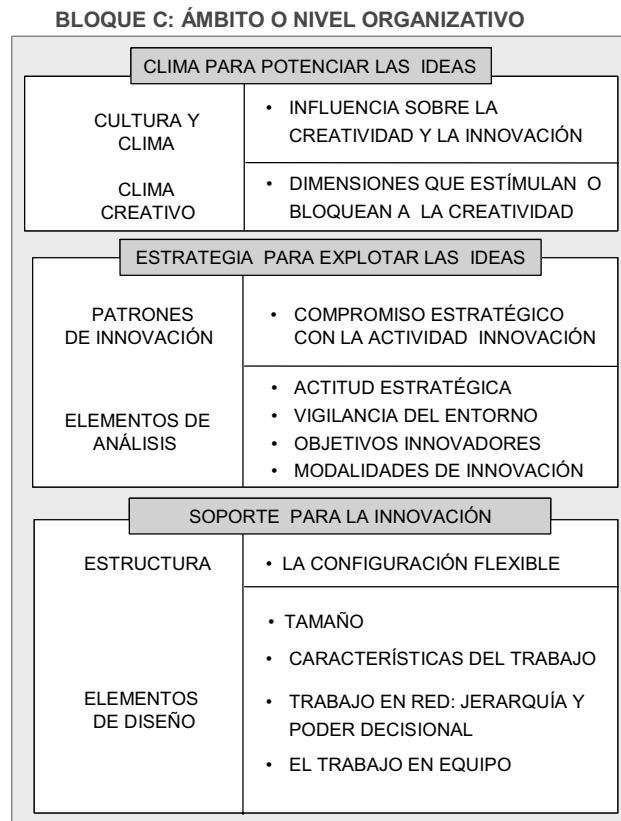 BLOQUE C: ÁMBITO O NIVEL ORGANIZATIVO
CLIMA PARA POTENCIAR LAS IDEAS
CULTURA Y
CLIMA
• INFLUENCIA SOBRE LA
CREATIVIDAD Y LA INNOVACIÓN
CLIMA
CREATIVO
• DIMENSIONES QUE ESTÍMULAN O
BLOQUEAN A LA CREATIVIDAD
ESTRATEGIA PARA EXPLOTAR LAS IDEAS
PATRONES
DE INNOVACIÓN
• COMPROMISO ESTRATÉGICO
CON LA ACTIVIDAD INNOVACIÓN
ELEMENTOS DE
ANÁLISIS
• ACTITUD ESTRATÉGICA
• VIGILANCIA DEL ENTORNO
• OBJETIVOS INNOVADORES
• MODALIDADES DE INNOVACIÓN
SOPORTE PARA LA INNOVACIÓN
ESTRUCTURA
• LA CONFIGURACIÓN FLEXIBLE
ELEMENTOS
DE DISEÑO
• TAMAÑO
• CARACTERÍSTICAS DEL TRABAJO
• TRABAJO EN RED: JERARQUÍA Y
PODER DECISIONAL
• EL TRABAJO EN EQUIPO